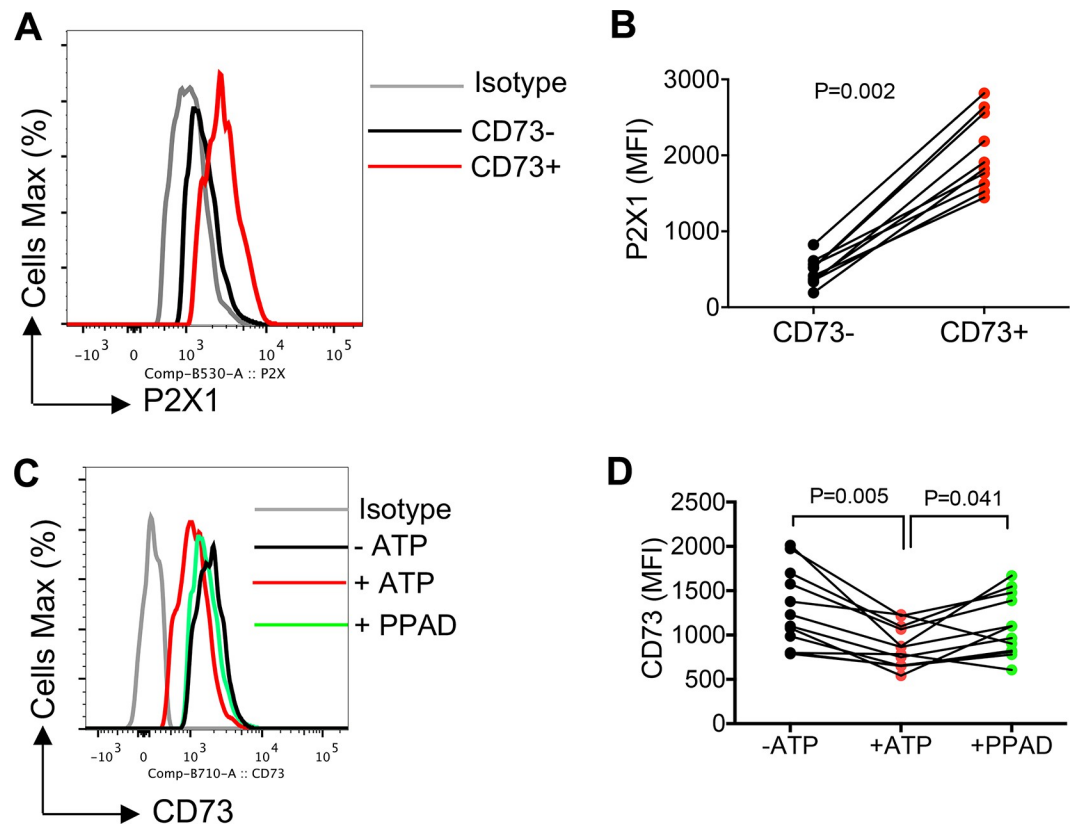 A
Cells Max (%)
Isotype
CD73-
CD73+
-10³ 0 10³ 10⁴ 10⁵
Comp-B530-A :: P2X
P2X1
B
P2X1 (MFI)
3000
2000
1000
0
P=0.002
CD73- CD73+
C
Cells Max (%)
Isotype
- ATP
+ ATP
+ PPAD
-10³ 0 10³ 10⁴ 10⁵
Comp-B710-A :: CD73
CD73
D
CD73 (MFI)
2500
2000
1500
1000
500
0
P=0.005 P=0.041
-ATP +ATP +PPAD